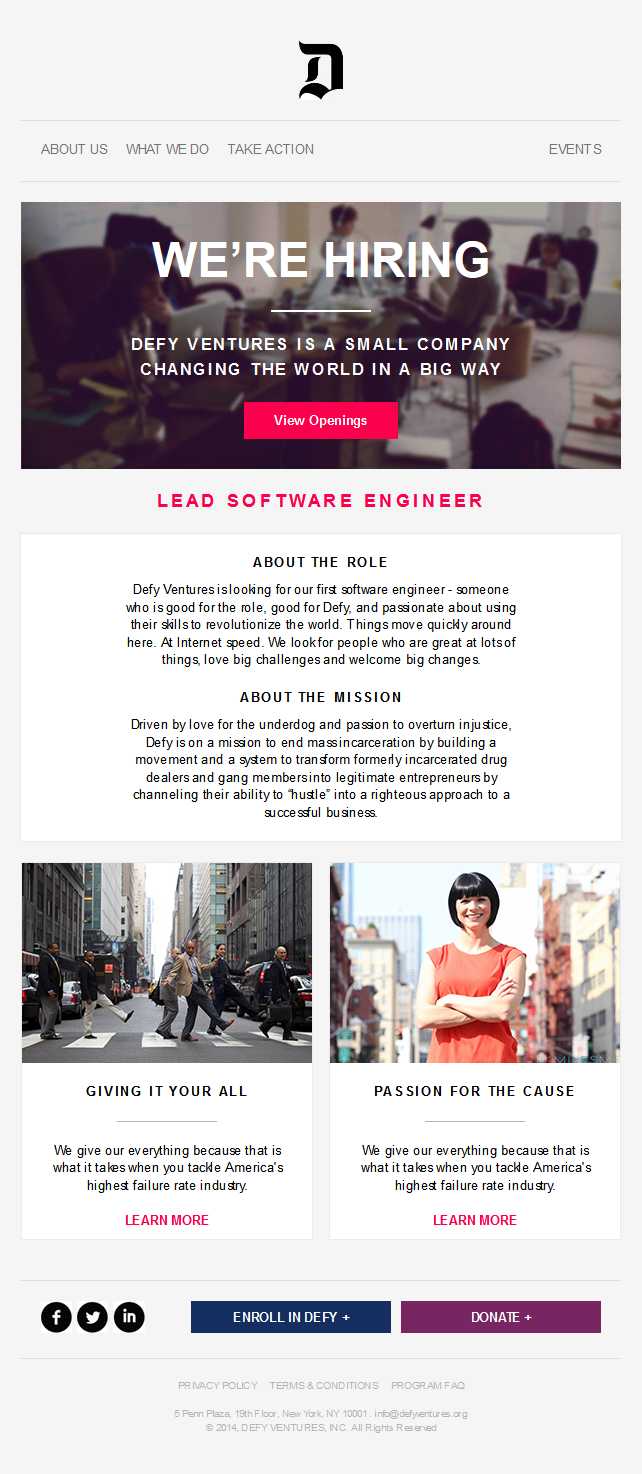 D
ABOUT US WHAT WE DO TAKE ACTION EVENTS
WE'RE HIRING
DEFY VENTURES IS A SMALL COMPANY
CHANGING THE WORLD IN A BIG WAY
View Openings
LEAD SOFTWARE ENGINEER
ABOUT THE ROLE
Defy Ventures is looking for our first software engineer - someone
who is good for the role, good for Defy, and passionate about using
their skills to revolutionize the world. Things move quickly around
here. At Internet speed. We look for people who are great at lots of
things, love big challenges and welcome big changes.
ABOUT THE MISSION
Driven by love for the underdog and passion to overturn injustice,
Defy is on a mission to end mass incarceration by building a
movement and a system to transform formerly incarcerated drug
dealers and gang members into legitimate entrepreneurs by
channeling their ability to “hustle” into a righteous approach to a
successful business.
GIVING IT YOUR ALL
We give our everything because that is
what it takes when you tackle America's
highest failure rate industry.
LEARN MORE
PASSION FOR THE CAUSE
We give our everything because that is
what it takes when you tackle America's
highest failure rate industry.
LEARN MORE
f in
ENROLL IN DEFY +
DONATE +
PRIVACY POLICY TERMS & CONDITIONS PROGRAM FAQ
5 Penn Plaza, 19th Floor, New York, NY 10001 . info@defyventures.org
© 2014, DEFY VENTURES, INC. All Rights Reserved